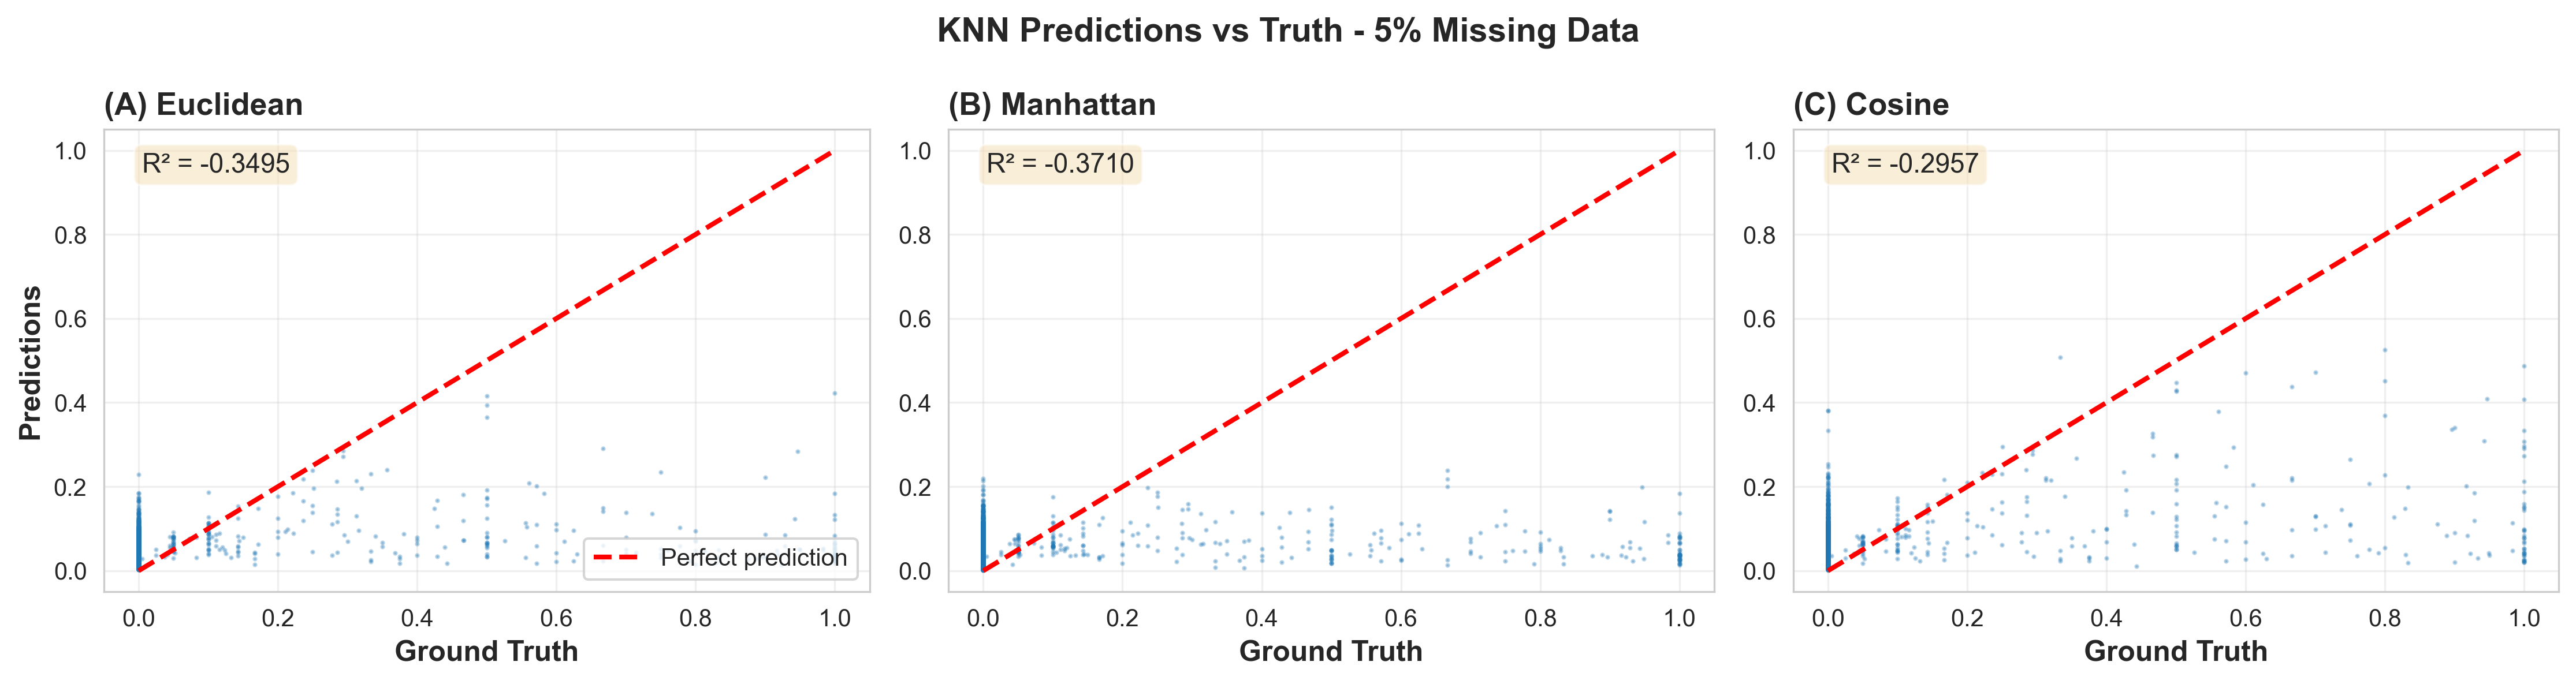 KNN Predictions vs Truth - 5% Missing Data
(A) Euclidean
R² = -0.3495
1.0
0.8
0.6
0.4
0.2
0.0
Predictions
Perfect prediction
0.0 0.2 0.4 0.6 0.8 1.0
Ground Truth
(B) Manhattan
R² = -0.3710
1.0
0.8
0.6
0.4
0.2
0.0
0.0 0.2 0.4 0.6 0.8 1.0
Ground Truth
(C) Cosine
R² = -0.2957
1.0
0.8
0.6
0.4
0.2
0.0
0.0 0.2 0.4 0.6 0.8 1.0
Ground Truth